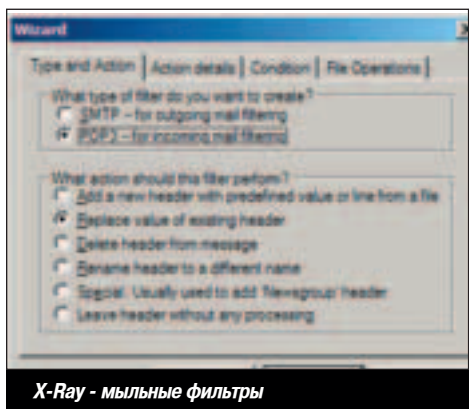 Wizard
Type and Action Action details Condition File Operations
What type of filter do you want to create?
SMTP - for outgoing mail filtering
POP3 - for incoming mail filtering
What action should this filter perform?
Add a new header with predefined value or line from a file
Replace value of existing header
Delete header from message
Rename header to a different name
Special. Usually used to add 'Newsgroup' header
Leave header without any processing
X-Ray - мыльные фильтры